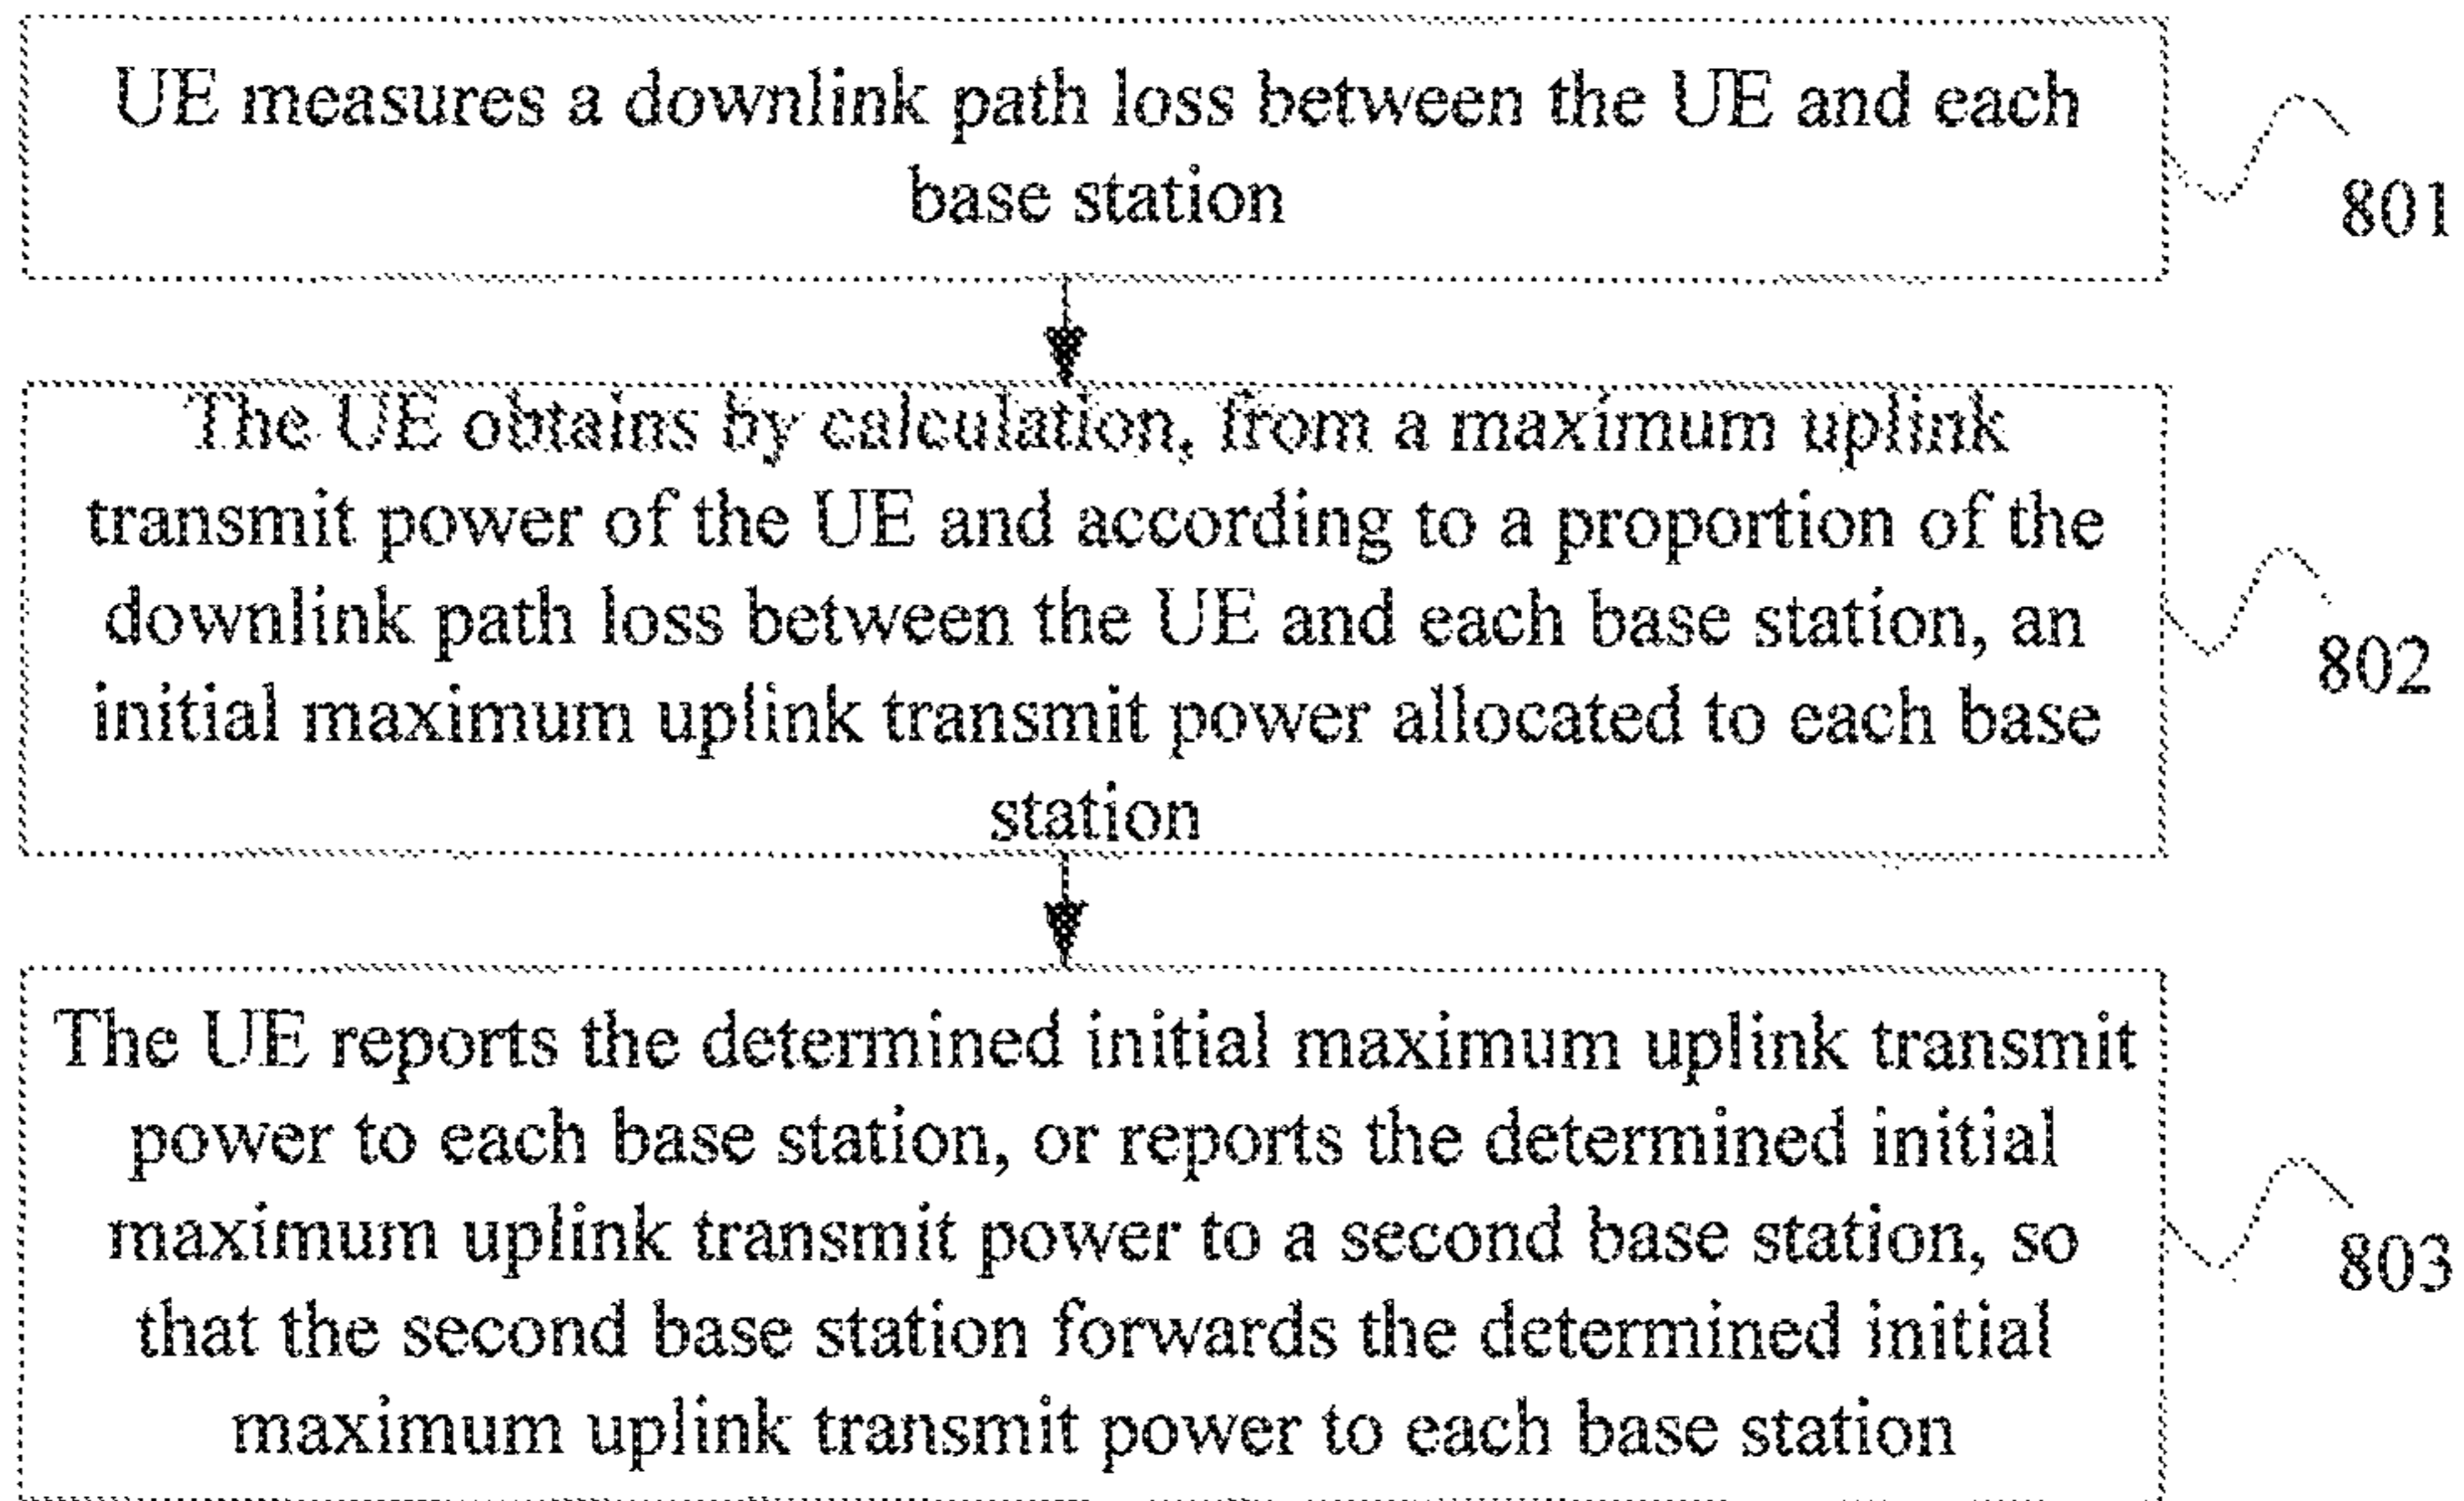 UE measures a downlink path loss between the UE and each
base station
801
The UE obtains by calculation, from a maximum uplink
transmit power of the UE and according to a proportion of the
downlink path loss between the UE and each base station, an
initial maximum uplink transmit power allocated to each base
station
802
The UE reports the determined initial maximum uplink transmit
power to each base station, or reports the determined initial
maximum uplink transmit power to a second base station, so
that the second base station forwards the determined initial
maximum uplink transmit power to each base station
803